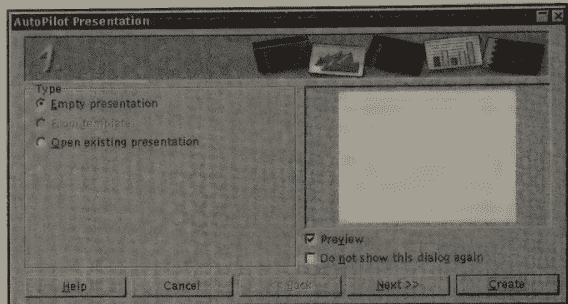 AutoPilot Presentation
1.
Type
Empty presentation
From template
Open existing presentation
Preview
Do not show this dialog again
Help
Cancel
<< Back
Next >>
Create